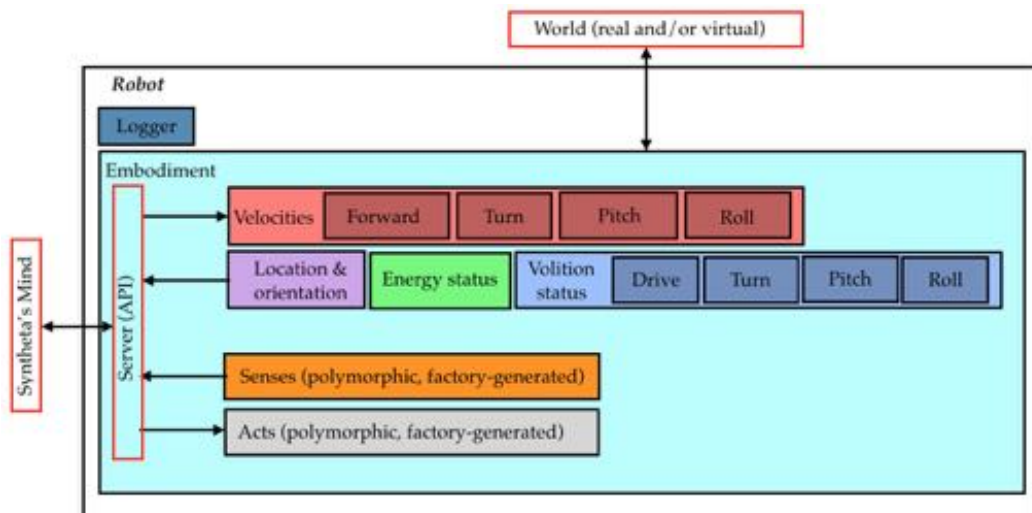 World (real and/or virtual)
Robot
Logger
Embodiment
Velocities
Forward
Turn
Pitch
Roll
Location &
orientation
Energy status
Volition
status
Drive
Turn
Pitch
Roll
Syntheta's Mind
Server (API)
Senses (polymorphic, factory-generated)
Acts (polymorphic, factory-generated)